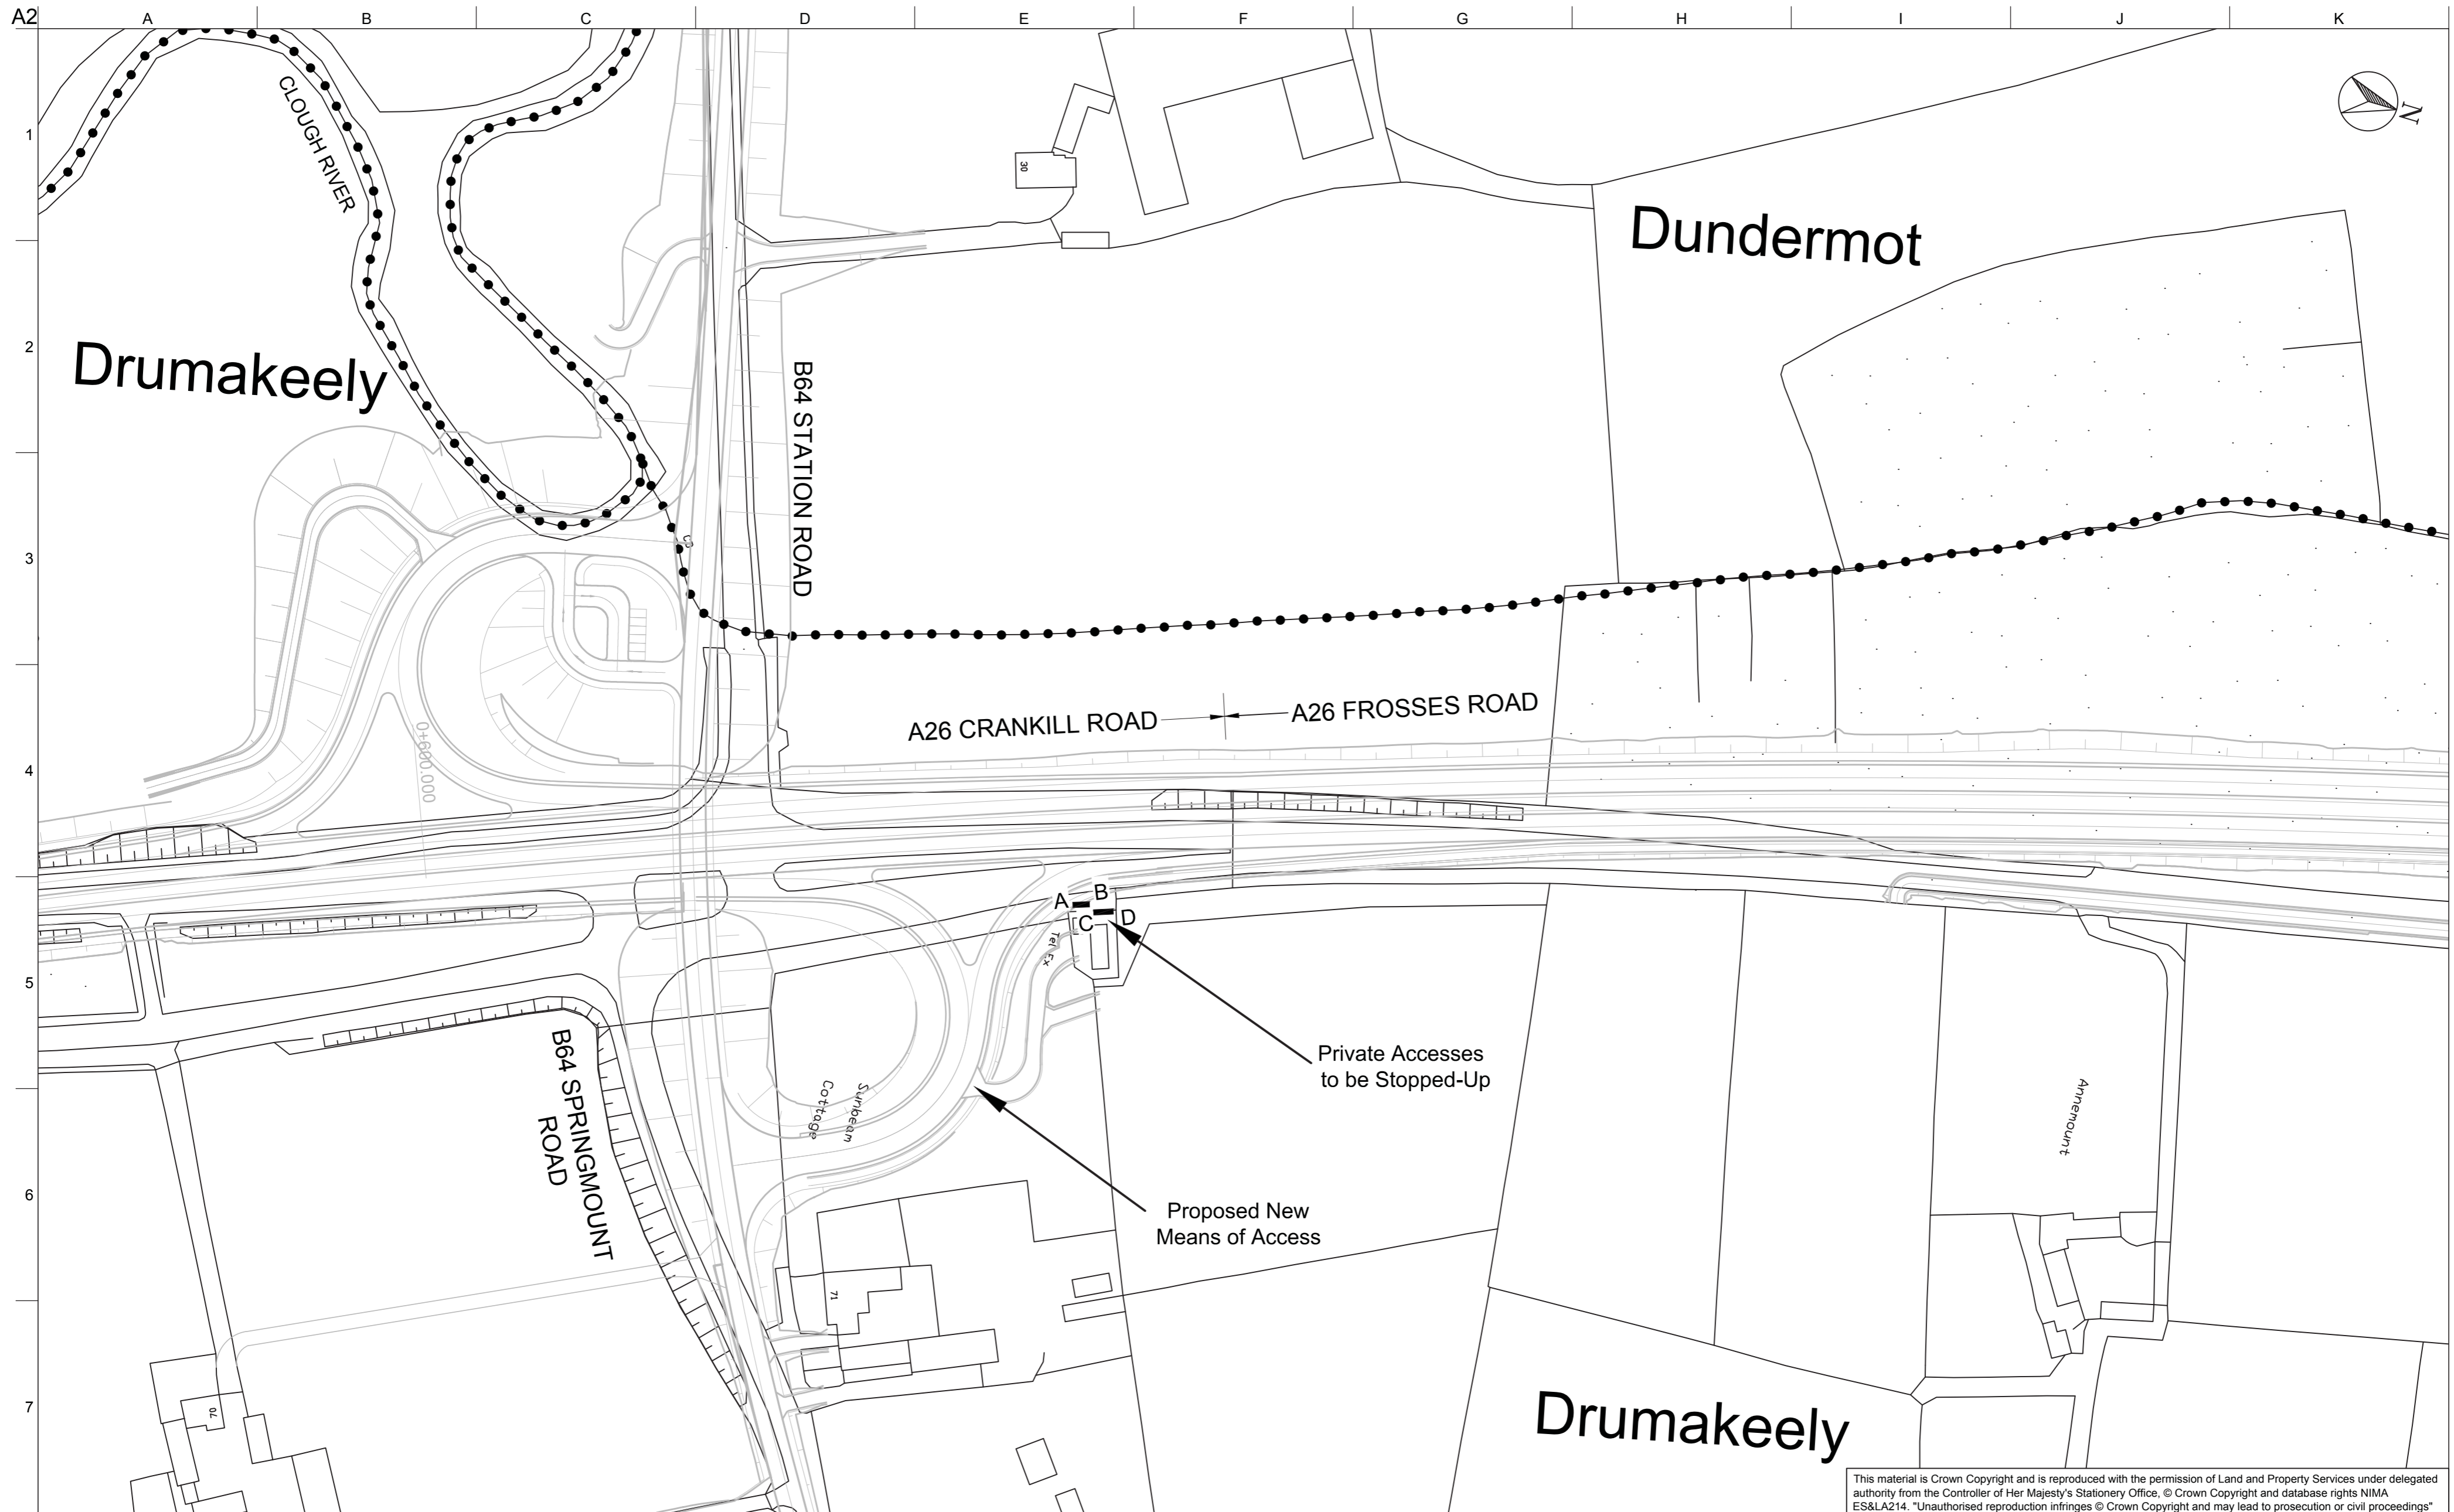 A2
A B C D E F G H I J K
1
CLOUGH RIVER
N
30
Dundermot
2
Drumakeely
B64 STATION ROAD
3
A26 CRANKILL ROAD
A26 FROSSES ROAD
0+600.000
4
A
B
C
D
Tel Ex
5
Private Accesses
to be Stopped-Up
B64 SPRINGMOUNT
ROAD
Sunbeam
Cottage
Annemount
6
Proposed New
Means of Access
71
7
70
Drumakeely
This material is Crown Copyright and is reproduced with the permission of Land and Property Services under delegated
authority from the Controller of Her Majesty's Stationery Office, © Crown Copyright and database rights NIMA
ES&LA214. "Unauthorised reproduction infringes © Crown Copyright and may lead to prosecution or civil proceedings"